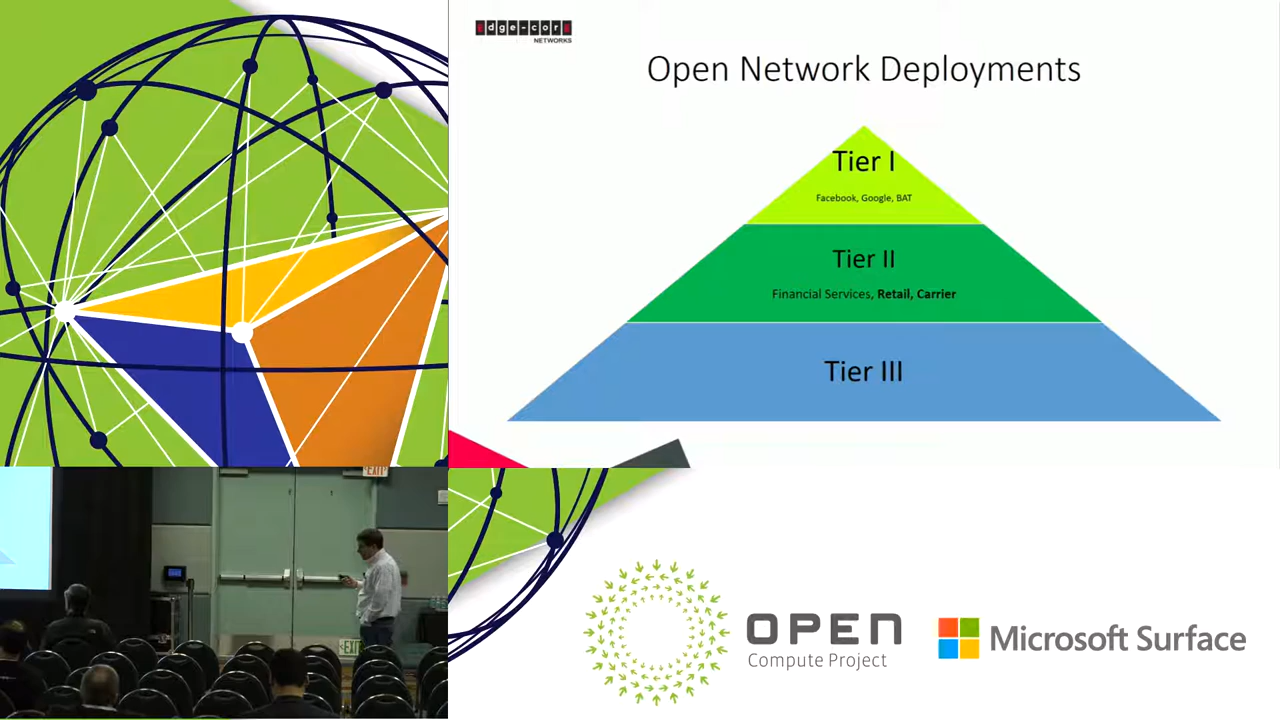 Edge-corE
NETWORKS
Open Network Deployments
Tier I
Facebook, Google, BAT
Tier II
Financial Services, Retail, Carrier
Tier III
EXIT
EXIT
OPEN
Compute Project
Microsoft Surface